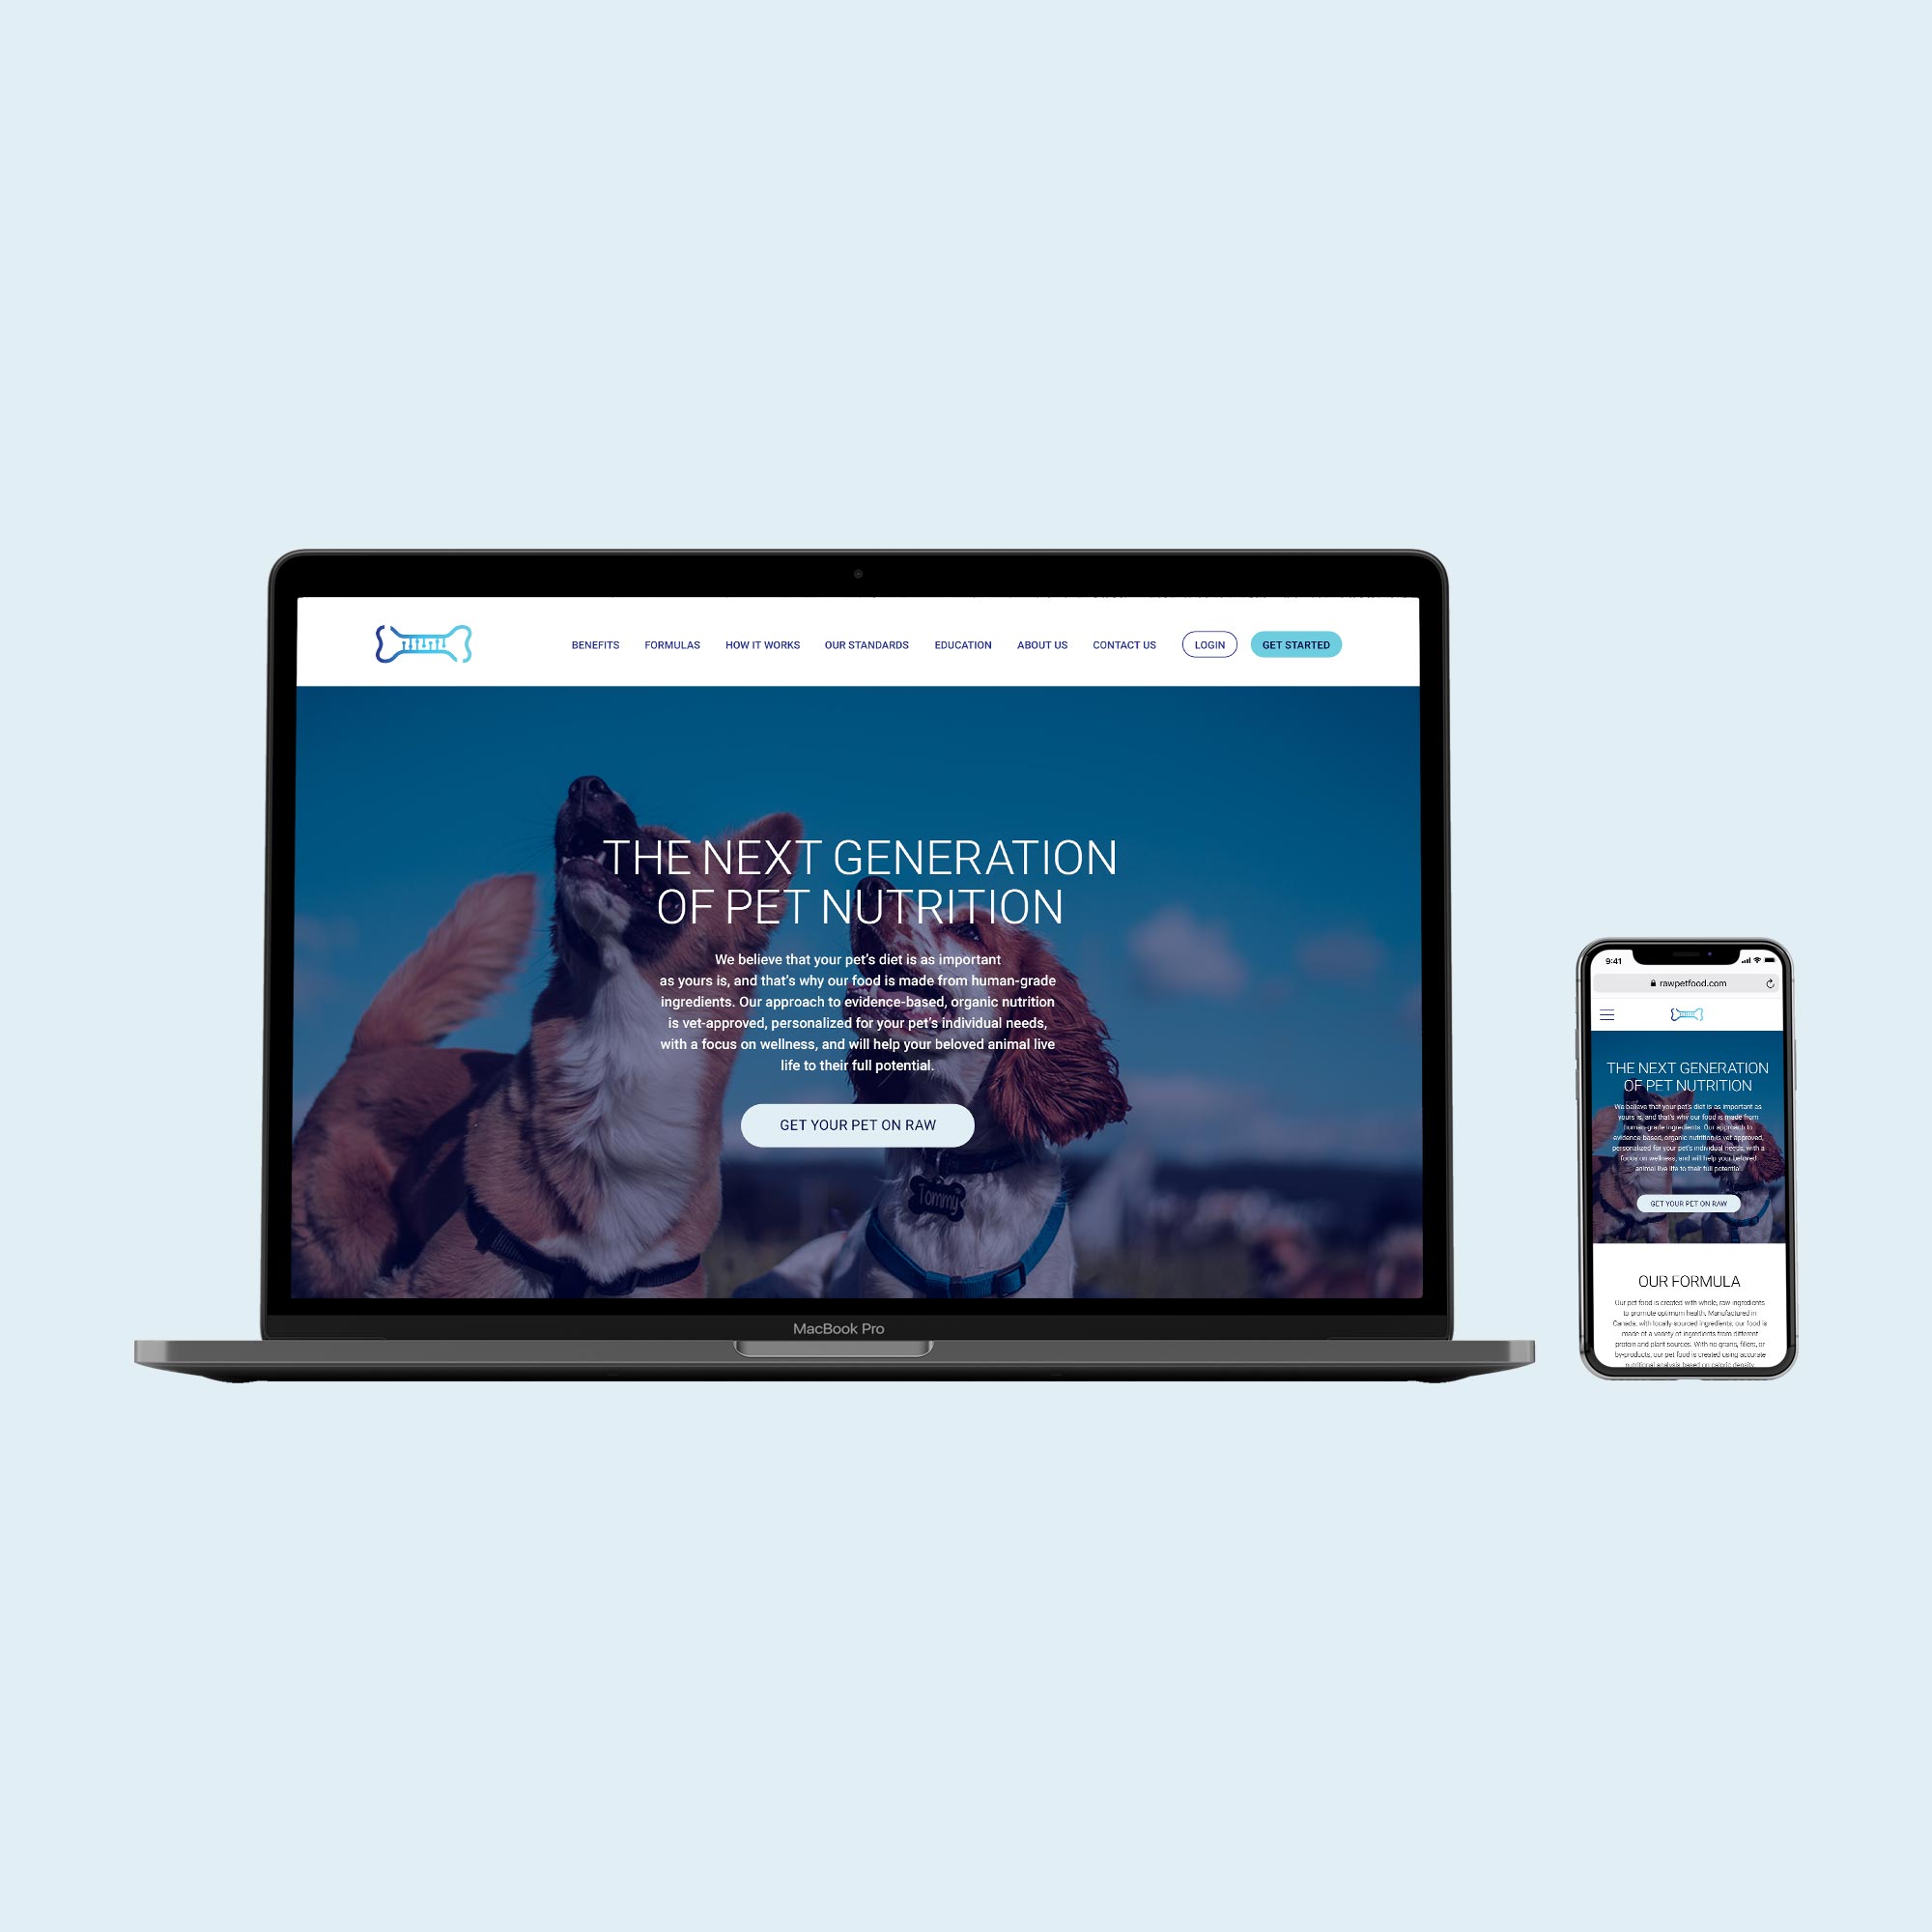 BENEFITS FORMULAS HOW IT WORKS OUR STANDARDS EDUCATION ABOUT US CONTACT US LOGIN GET STARTED
THE NEXT GENERATION
OF PET NUTRITION
We believe that your pet's diet is as important
as yours is, and that's why our food is made from human-grade
ingredients. Our approach to evidence-based, organic nutrition
is vet-approved, personalized for your pet's individual needs,
with a focus on wellness, and will help your beloved animal live
life to their full potential.
GET YOUR PET ON RAW
Tommy
MacBook Pro
9:41
rawpetfood.com
THE NEXT GENERATION
OF PET NUTRITION
We believe that your pet's diet is as important as
yours is, and that's why our food is made from
human-grade ingredients. Our approach to
evidence-based, organic nutrition is vet-approved,
personalized for your pet's individual needs, with a
focus on wellness, and will help your beloved
animal live life to their full potential.
GET YOUR PET ON RAW
OUR FORMULA
Our pet food is created with whole, raw ingredients
to promote optimum health. Manufactured in
Canada, with locally-sourced ingredients, our food is
made of a variety of ingredients from different
protein and plant sources. With no grains, fillers, or
by-products, our pet food is created using accurate
nutritional analysis based on caloric density,